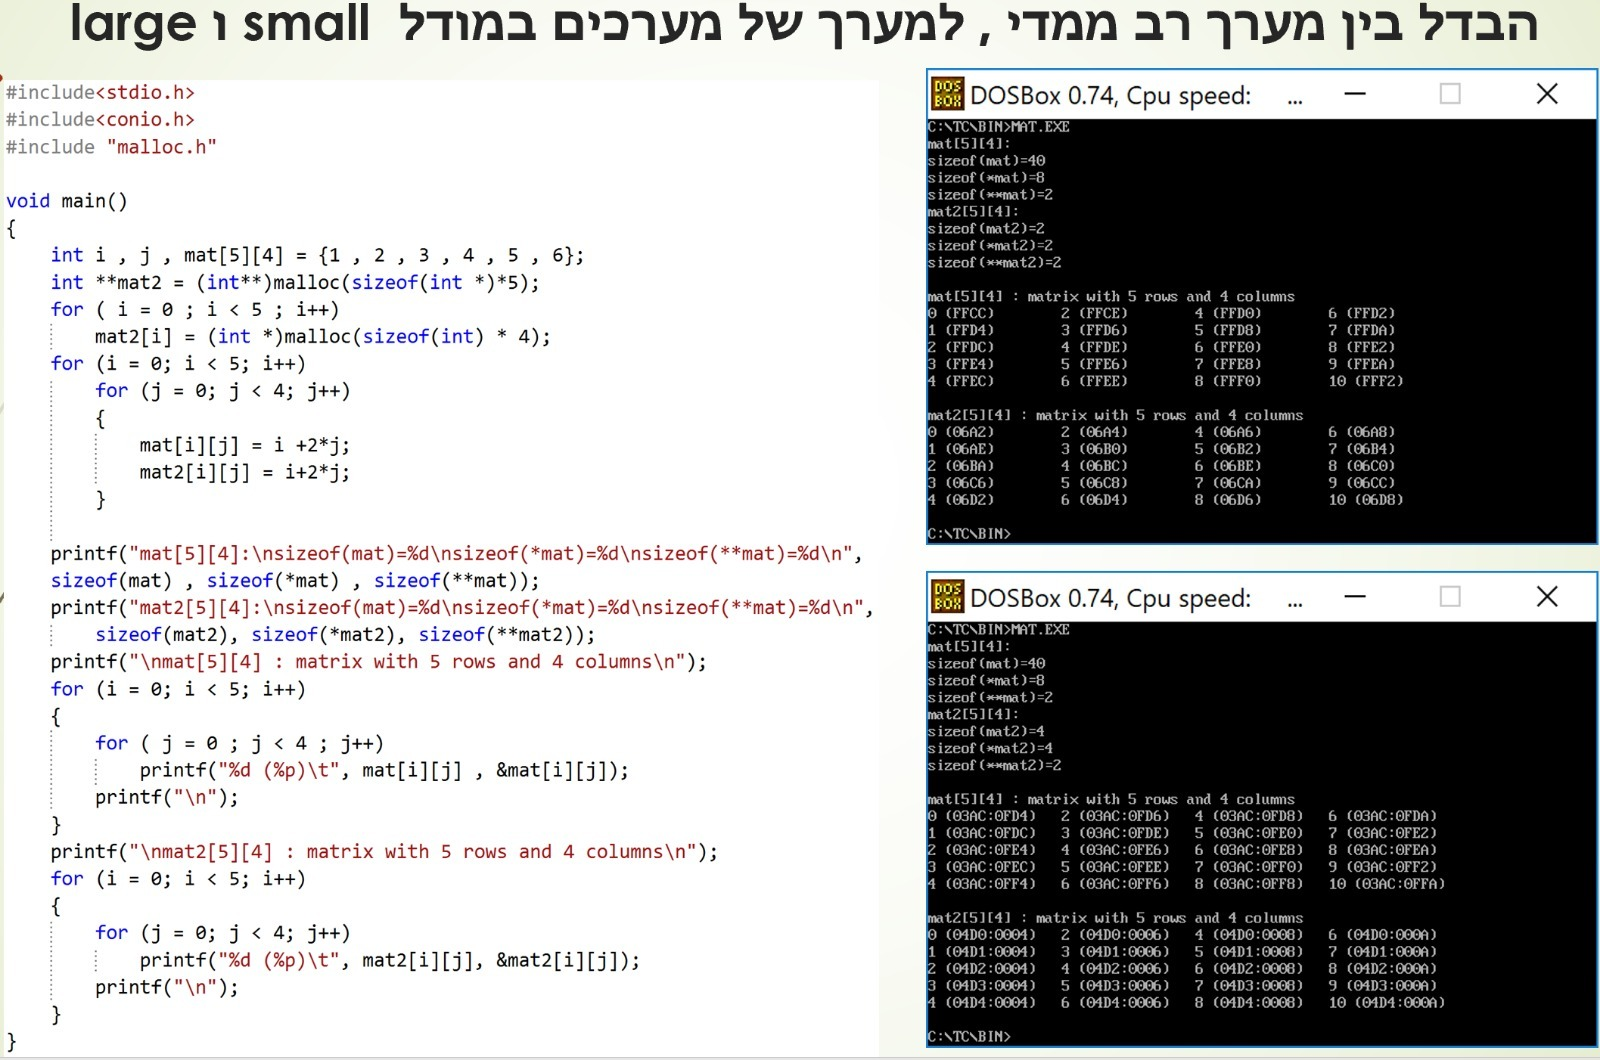 הבדל בין מערך רב ממדי , למערך של מערכים במודל small ו large
#include<stdio.h>
#include<conio.h>
#include "malloc.h"
void main()
{
int i , j , mat[5][4] = {1 , 2 , 3 , 4 , 5 , 6};
int **mat2 = (int**)malloc(sizeof(int *)*5);
for ( i = 0 ; i < 5 ; i++)
mat2[i] = (int *)malloc(sizeof(int) * 4);
for (i = 0; i < 5; i++)
for (j = 0; j < 4; j++)
{
mat[i][j] = i +2*j;
mat2[i][j] = i+2*j;
}
printf("mat[5][4]:\nsizeof(mat)=%d\nsizeof(*mat)=%d\nsizeof(**mat)=%d\n",
sizeof(mat) , sizeof(*mat) , sizeof(**mat));
printf("mat2[5][4]:\nsizeof(mat)=%d\nsizeof(*mat)=%d\nsizeof(**mat)=%d\n",
sizeof(mat2), sizeof(*mat2), sizeof(**mat2));
printf("\nmat[5][4] : matrix with 5 rows and 4 columns\n");
for (i = 0; i < 5; i++)
{
for ( j = 0 ; j < 4 ; j++)
printf("%d (%p)\t", mat[i][j] , &mat[i][j]);
printf("\n");
}
printf("\nmat2[5][4] : matrix with 5 rows and 4 columns\n");
for (i = 0; i < 5; i++)
{
for (j = 0; j < 4; j++)
printf("%d (%p)\t", mat2[i][j], &mat2[i][j]);
printf("\n");
}
}
DOS BOX DOSBox 0.74, Cpu speed: ...
C:\TC\BIN>MAT.EXE
mat[5][4]:
sizeof(mat)=40
sizeof(*mat)=8
sizeof(**mat)=2
mat2[5][4]:
sizeof(mat2)=2
sizeof(*mat2)=2
sizeof(**mat2)=2
mat[5][4] : matrix with 5 rows and 4 columns
0 (FFCC) 2 (FFCE) 4 (FFD0) 6 (FFD2)
1 (FFD4) 3 (FFD6) 5 (FFD8) 7 (FFDA)
2 (FFDC) 4 (FFDE) 6 (FFE0) 8 (FFE2)
3 (FFE4) 5 (FFE6) 7 (FFE8) 9 (FFEA)
4 (FFEC) 6 (FFEE) 8 (FFF0) 10 (FFF2)
mat2[5][4] : matrix with 5 rows and 4 columns
0 (06A2) 2 (06A4) 4 (06A6) 6 (06A8)
1 (06AE) 3 (06B0) 5 (06B2) 7 (06B4)
2 (06BA) 4 (06BC) 6 (06BE) 8 (06C0)
3 (06C6) 5 (06C8) 7 (06CA) 9 (06CC)
4 (06D2) 6 (06D4) 8 (06D6) 10 (06D8)
C:\TC\BIN>
DOS BOX DOSBox 0.74, Cpu speed: ...
C:\TC\BIN>MAT.EXE
mat[5][4]:
sizeof(mat)=40
sizeof(*mat)=8
sizeof(**mat)=2
mat2[5][4]:
sizeof(mat2)=4
sizeof(*mat2)=4
sizeof(**mat2)=2
mat[5][4] : matrix with 5 rows and 4 columns
0 (03AC:0FD4) 2 (03AC:0FD6) 4 (03AC:0FD8) 6 (03AC:0FDA)
1 (03AC:0FDC) 3 (03AC:0FDE) 5 (03AC:0FE0) 7 (03AC:0FE2)
2 (03AC:0FE4) 4 (03AC:0FE6) 6 (03AC:0FE8) 8 (03AC:0FEA)
3 (03AC:0FEC) 5 (03AC:0FEE) 7 (03AC:0FF0) 9 (03AC:0FF2)
4 (03AC:0FF4) 6 (03AC:0FF6) 8 (03AC:0FF8) 10 (03AC:0FFA)
mat2[5][4] : matrix with 5 rows and 4 columns
0 (04D0:0004) 2 (04D0:0006) 4 (04D0:0008) 6 (04D0:000A)
1 (04D1:0004) 3 (04D1:0006) 5 (04D1:0008) 7 (04D1:000A)
2 (04D2:0004) 4 (04D2:0006) 6 (04D2:0008) 8 (04D2:000A)
3 (04D3:0004) 5 (04D3:0006) 7 (04D3:0008) 9 (04D3:000A)
4 (04D4:0004) 6 (04D4:0006) 8 (04D4:0008) 10 (04D4:000A)
C:\TC\BIN>